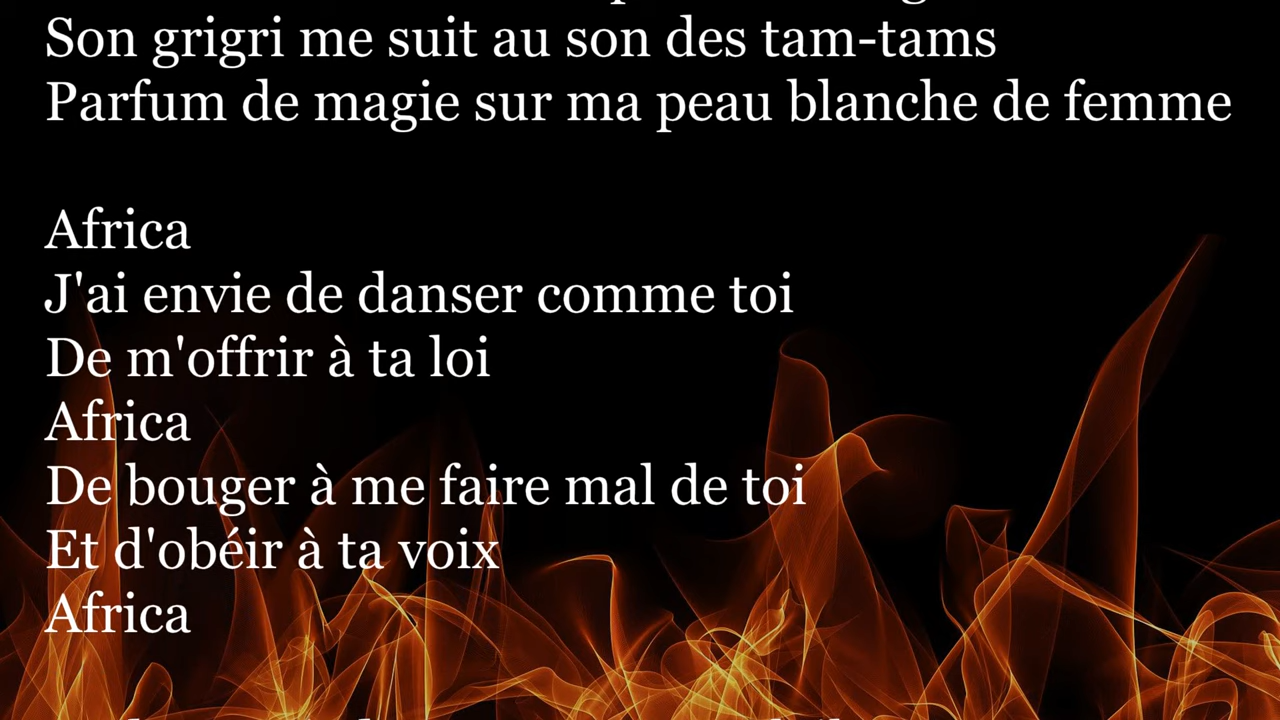 Son grigri me suit au son des tam-tams
Parfum de magie sur ma peau blanche de femme
Africa
J'ai envie de danser comme toi
De m'offrir à ta loi
Africa
De bouger à me faire mal de toi
Et d'obéir à ta voix
Africa